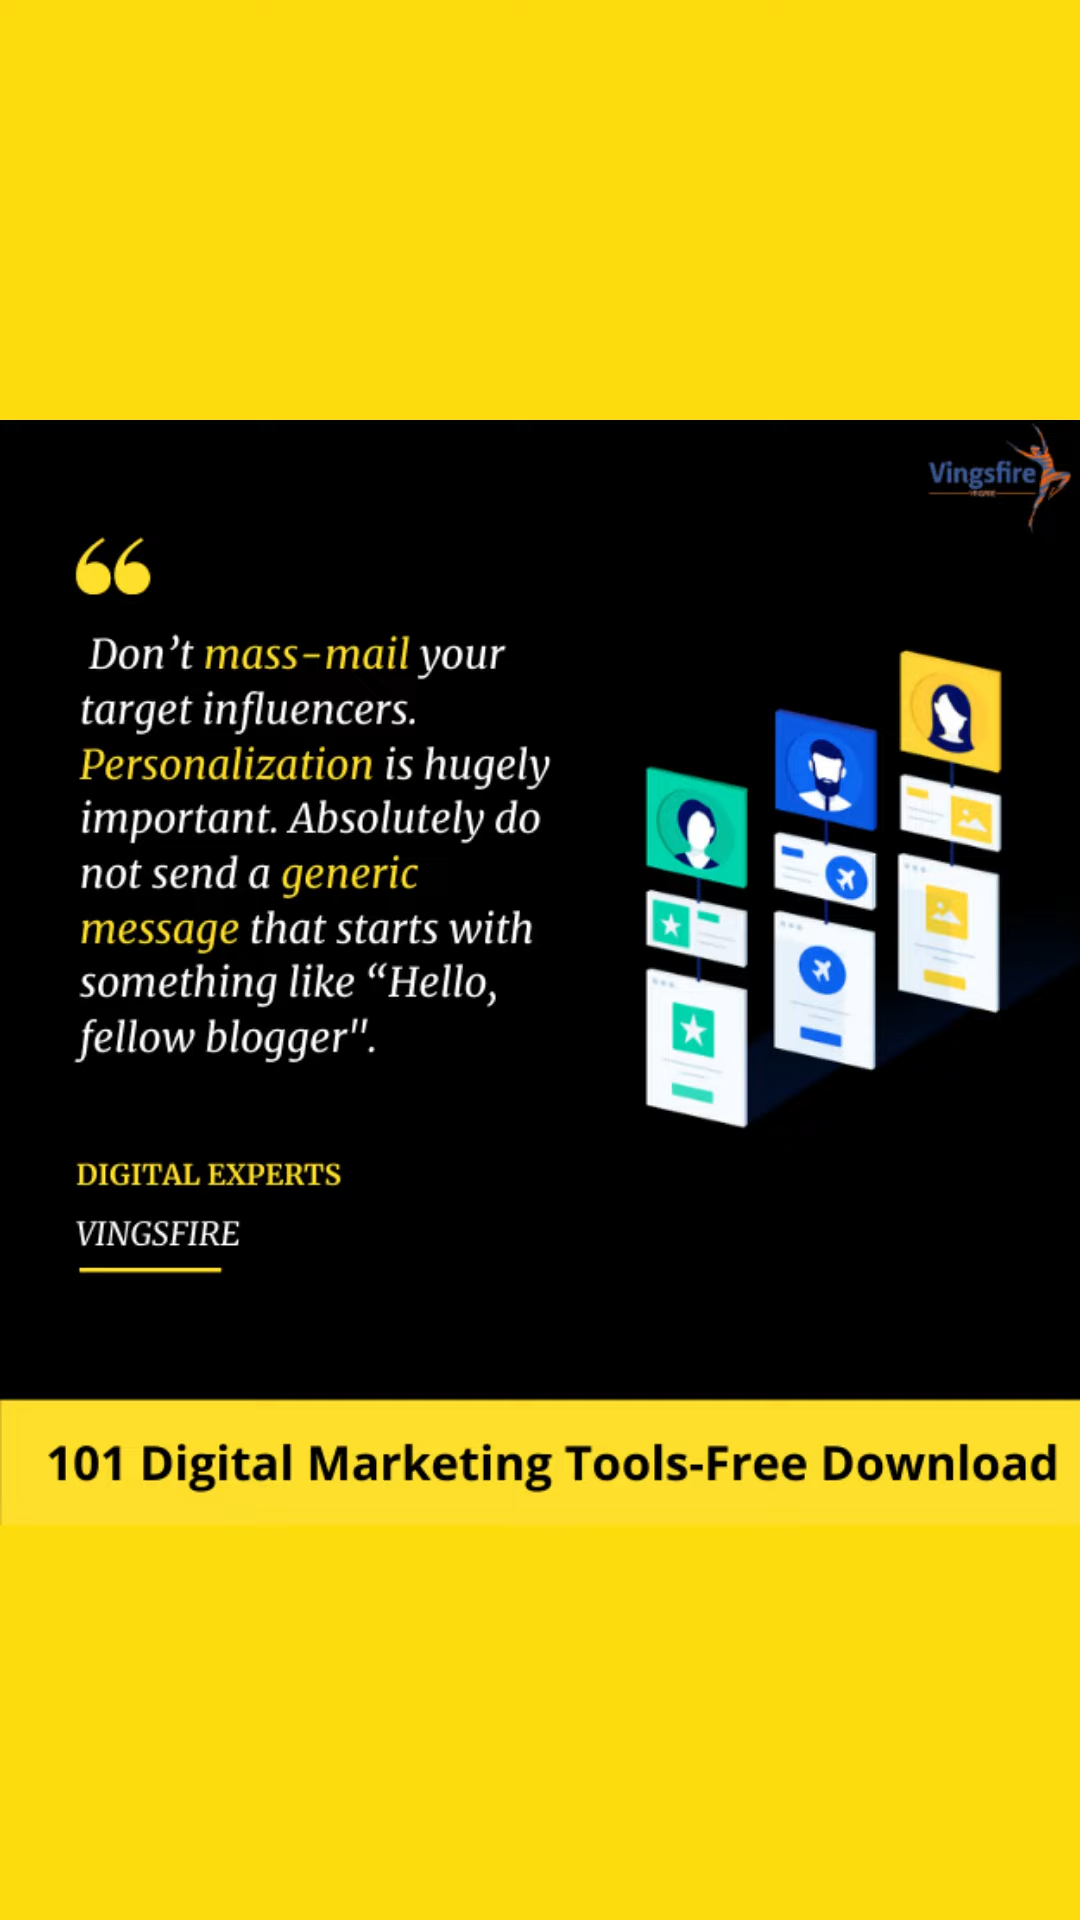 Vingsfire
“
Don’t mass-mail your
target influencers.
Personalization is hugely
important. Absolutely do
not send a generic
message that starts with
something like “Hello,
fellow blogger".
DIGITAL EXPERTS
VINGSFIRE
101 Digital Marketing Tools-Free Download